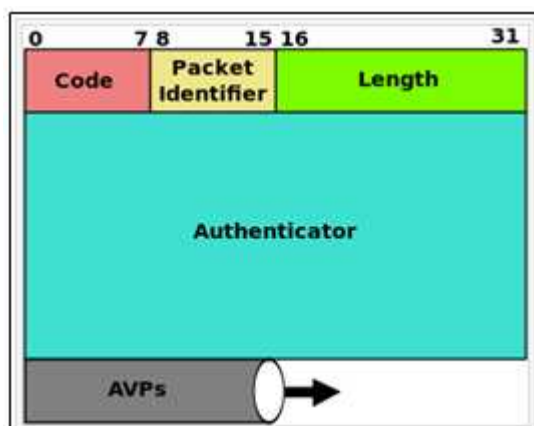 0 7 8 15 16 31
Code
Packet
Identifier
Length
Authenticator
AVPs